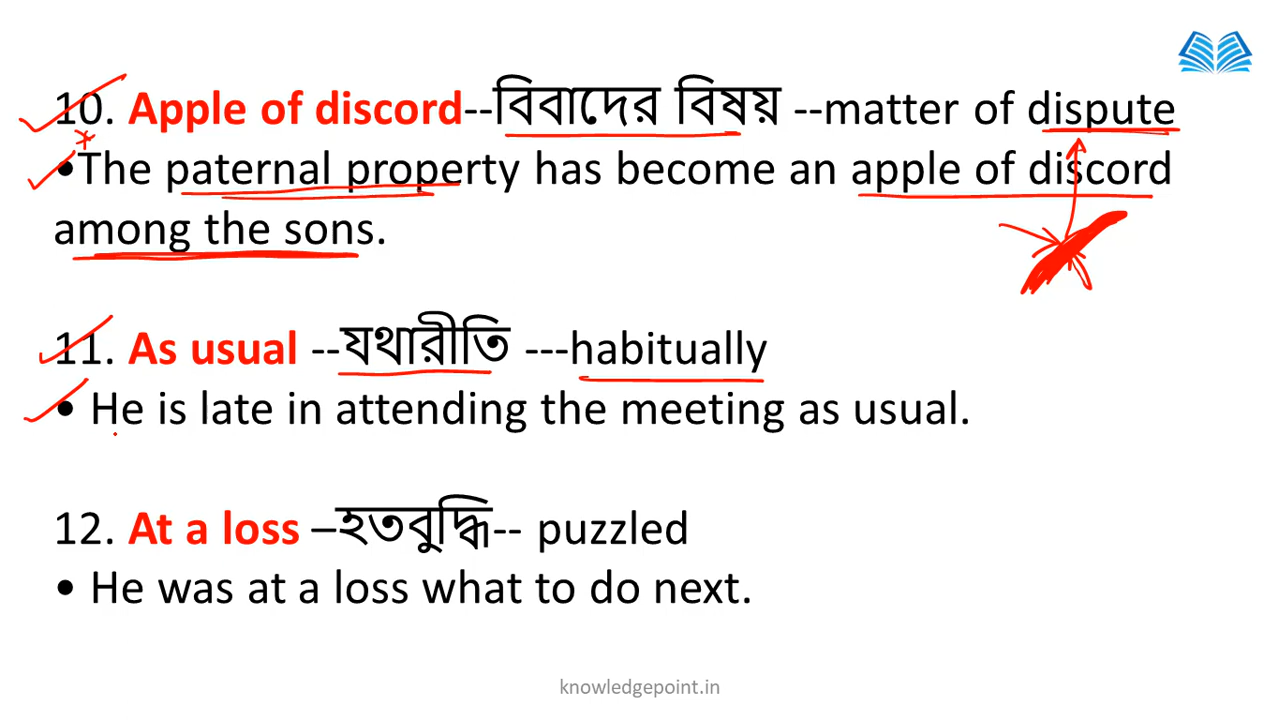 10. Apple of discord--বিবাদের বিষয় --matter of dispute
•The paternal property has become an apple of discord
among the sons.
11. As usual --যথারীতি ---habitually
• He is late in attending the meeting as usual.
12. At a loss –হতবুদ্ধি-- puzzled
• He was at a loss what to do next.
knowledgepoint.in